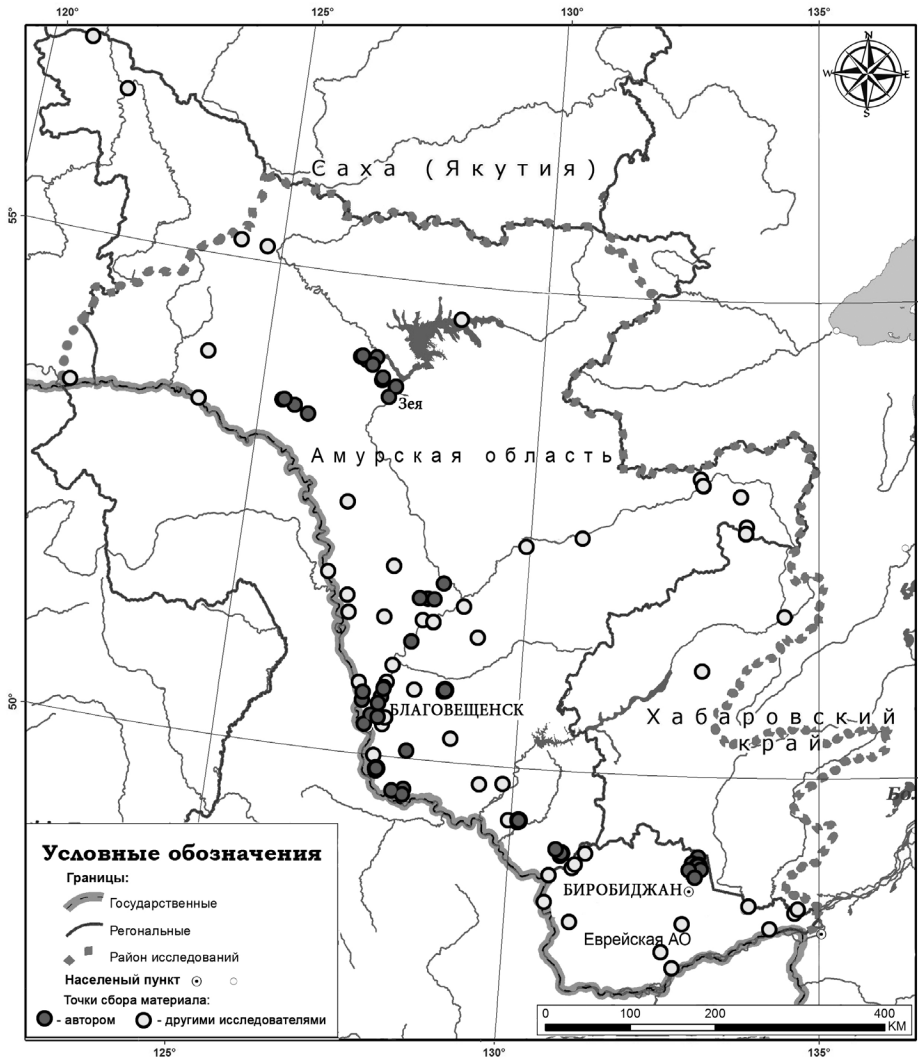 120°
125°
130°
135°
N
W
E
S
Саха (Якутия)
55°
Зея
Амурская область
50°
БЛАГОВЕЩЕНСК
Хабаровский
край
Условные обозначения
Границы:
Государственные
Регональные
Район исследований
Населеный пункт
Точки сбора материала:
- автором
- другими исследователями
БИРОБИДЖАН
Еврейская АО
0
100
200
400
КМ
125°
130°
135°